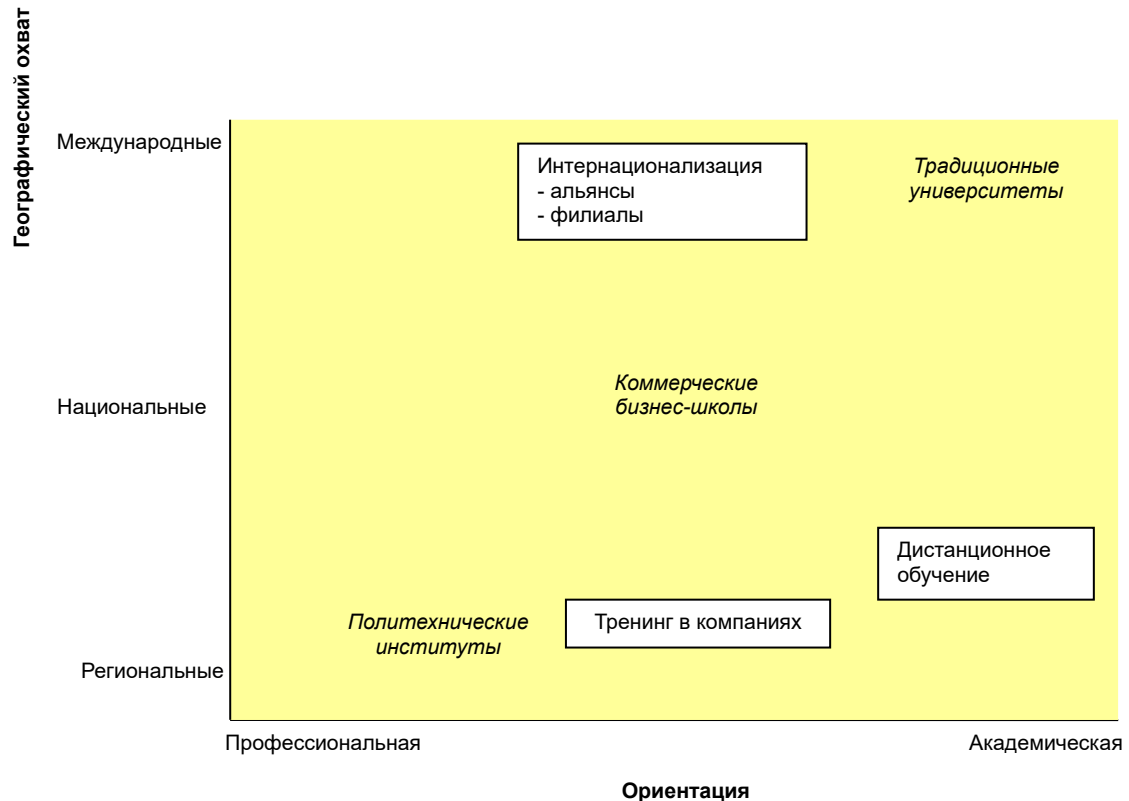 Географический охват
Международные
Интернационализация
- альянсы
- филиалы
Традиционные
университеты
Национальные
Коммерческие
бизнес-школы
Дистанционное
обучение
Политехнические
институты
Тренинг в компаниях
Региональные
Профессиональная
Академическая
Ориентация